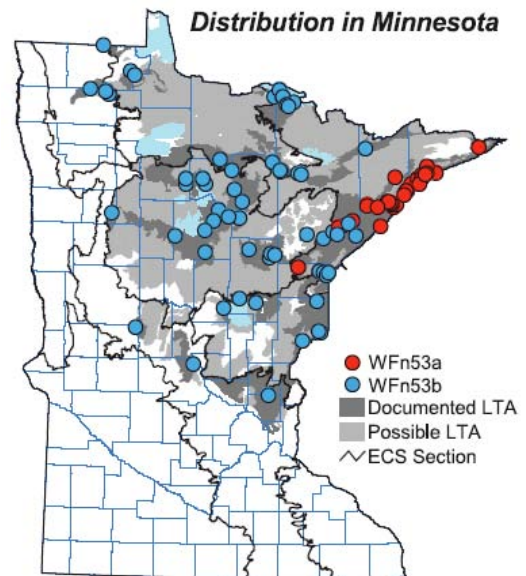 Distribution in Minnesota
WFn53a
WFn53b
Documented LTA
Possible LTA
ECS Section